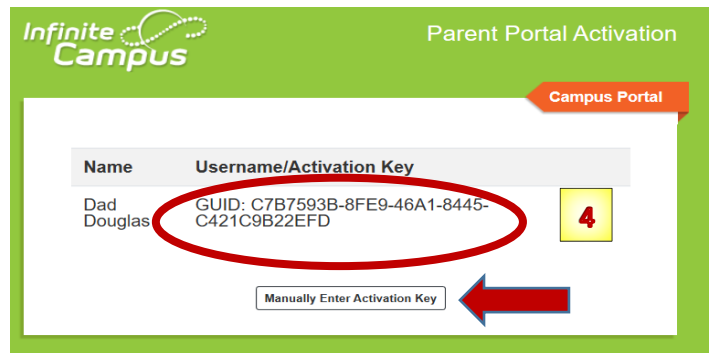 Infinite
Campus
Parent Portal Activation
Campus Portal
Name Username/Activation Key
Dad GUID: C7B7593B-8FE9-46A1-8445-
Douglas C421C9B22EFD
4
Manually Enter Activation Key